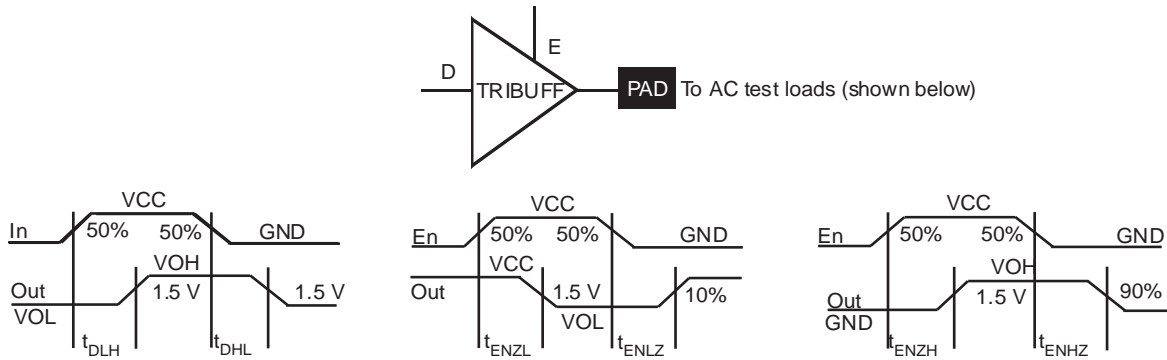 E
D
TRIBUFF
PAD To AC test loads (shown below)
VCC
In 50% 50% GND
VOH
Out 1.5 V 1.5 V
VOL
tDLH tDHL
VCC
En 50% 50% GND
VCC
Out 1.5 V 10%
VOL
tENZL tENLZ
VCC
En 50% 50% GND
VOH
Out 1.5 V 90%
GND
tENZH tENHZ